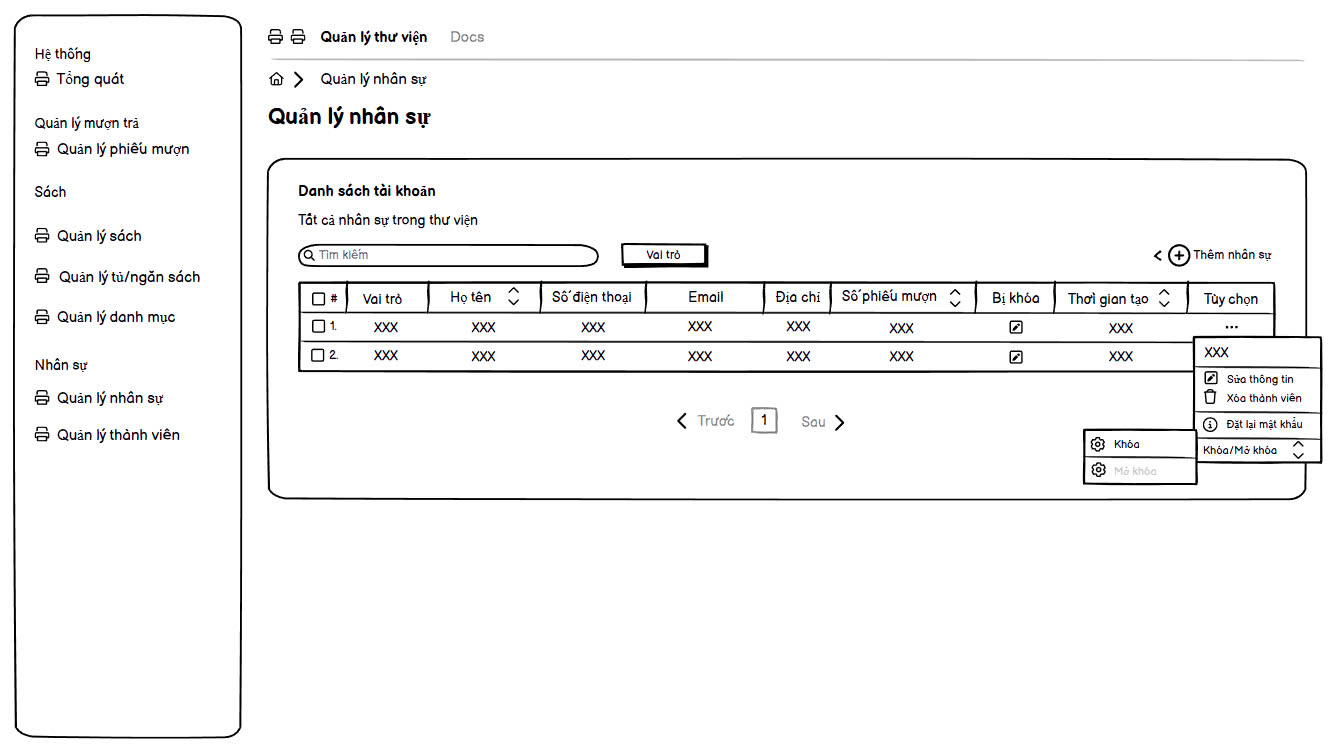 Hệ thống
Tổng quát
Quản lý mượn trả
Quản lý phiếu mượn
Sách
Quản lý sách
Quản lý tủ/ngăn sách
Quản lý danh mục
Nhân sự
Quản lý nhân sự
Quản lý thành viên
Quản lý thư viện Docs
Quản lý nhân sự
Quản lý nhân sự
Danh sách tài khoản
Tất cả nhân sự trong thư viện
Tìm kiếm Vai trò < Thêm nhân sự
# Vai trò Họ tên Số điện thoại Email Địa chỉ Số phiếu mượn Bị khóa Thời gian tạo Tùy chọn
1. XXX XXX XXX XXX XXX XXX XXX ...
2. XXX XXX XXX XXX XXX XXX XXX
XXX
Sửa thông tin
Xóa thành viên
Đặt lại mật khẩu
Khóa/Mở khóa
Khóa
Mở khóa
Trước 1 Sau